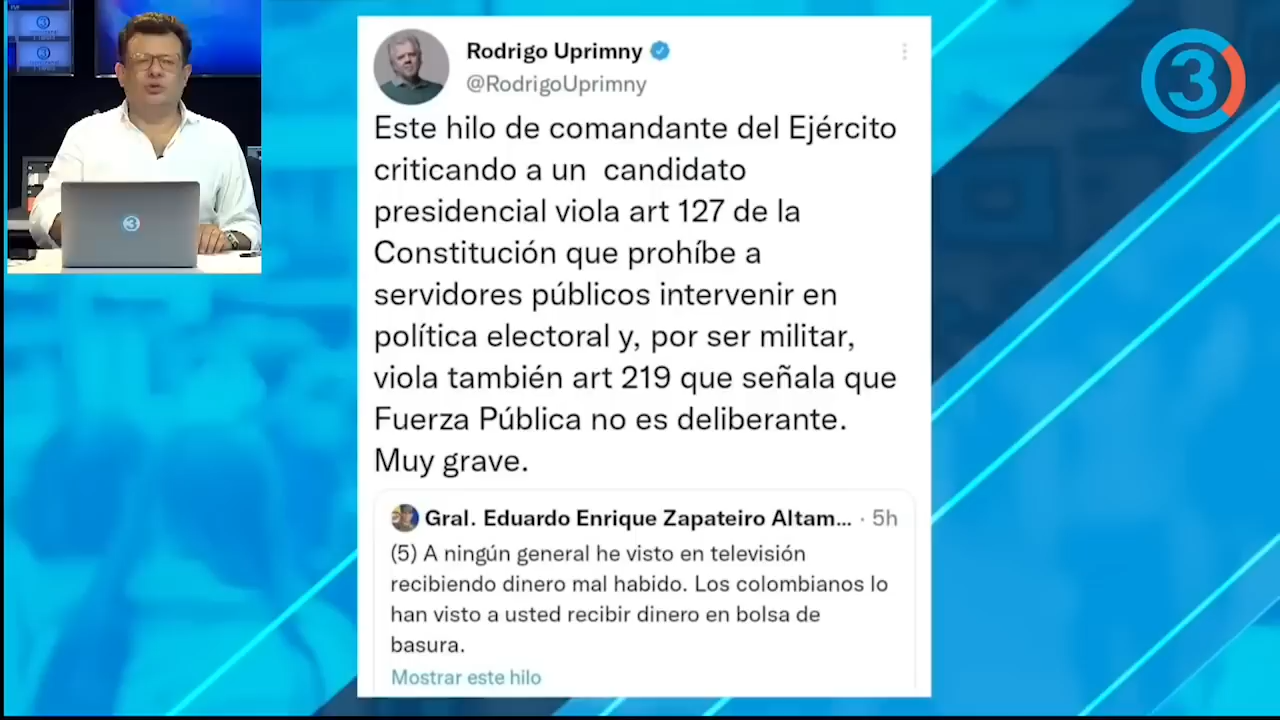 Rodrigo Uprimny
@RodrigoUprimny
Este hilo de comandante del Ejército
criticando a un candidato
presidencial viola art 127 de la
Constitución que prohíbe a
servidores públicos intervenir en
política electoral y, por ser militar,
viola también art 219 que señala que
Fuerza Pública no es deliberante.
Muy grave.
Gral. Eduardo Enrique Zapateiro Altam... · 5h
(5) A ningún general he visto en televisión
recibiendo dinero mal habido. Los colombianos lo
han visto a usted recibir dinero en bolsa de
basura.
Mostrar este hilo
3
3